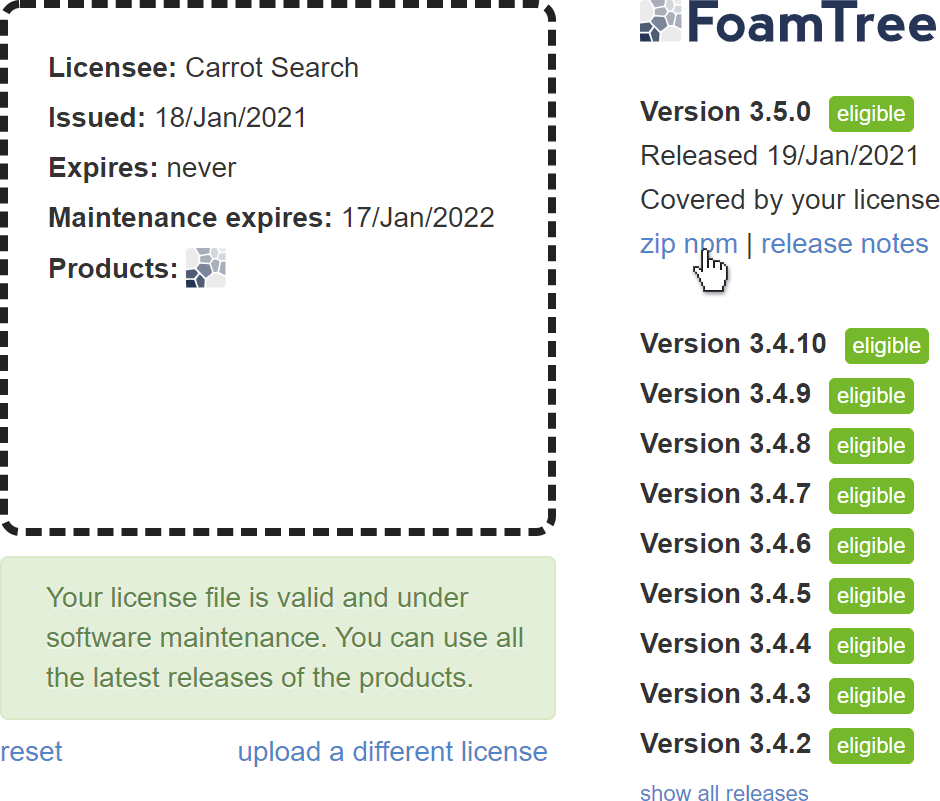 Licensee: Carrot Search
Issued: 18/Jan/2021
Expires: never
Maintenance expires: 17/Jan/2022
Products:
Your license file is valid and under
software maintenance. You can use all
the latest releases of the products.
reset
upload a different license
FoamTree
Version 3.5.0 eligible
Released 19/Jan/2021
Covered by your license
zip npm | release notes
Version 3.4.10 eligible
Version 3.4.9 eligible
Version 3.4.8 eligible
Version 3.4.7 eligible
Version 3.4.6 eligible
Version 3.4.5 eligible
Version 3.4.4 eligible
Version 3.4.3 eligible
Version 3.4.2 eligible
show all releases